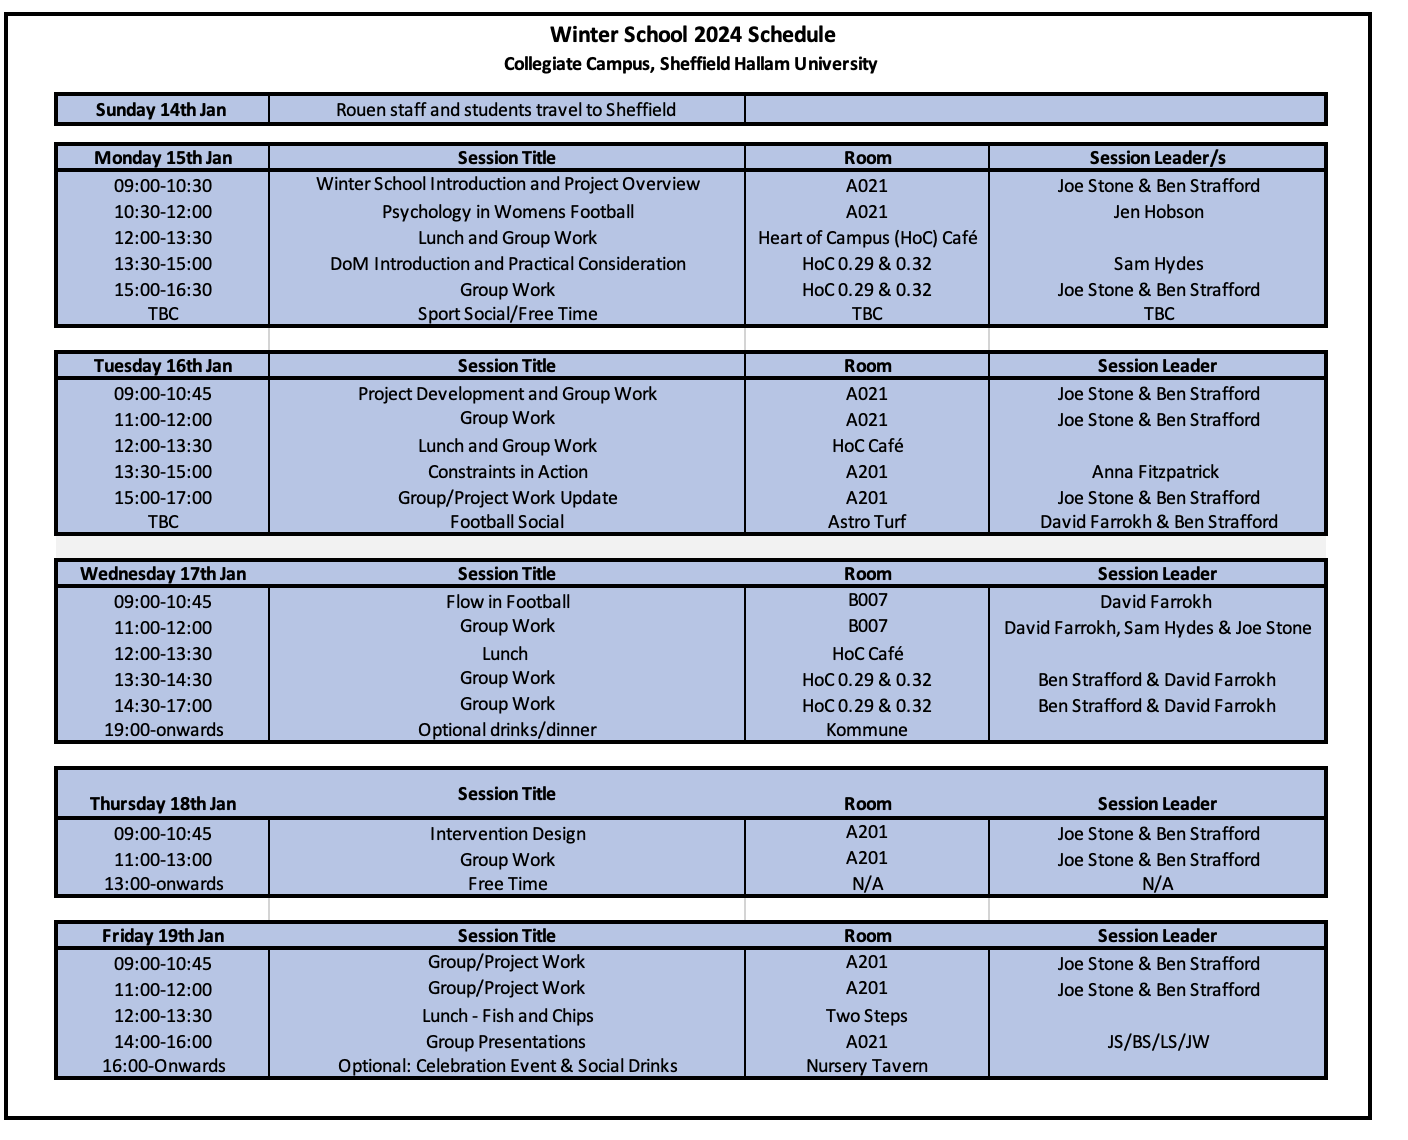 Winter School 2024 Schedule
Collegiate Campus, Sheffield Hallam University
Sunday 14th Jan Rouen staff and students travel to Sheffield
Monday 15th Jan Session Title Room Session Leader/s
09:00-10:30 Winter School Introduction and Project Overview A021 Joe Stone & Ben Strafford
10:30-12:00 Psychology in Womens Football A021 Jen Hobson
12:00-13:30 Lunch and Group Work Heart of Campus (HoC) Café
13:30-15:00 DoM Introduction and Practical Consideration HoC 0.29 & 0.32 Sam Hydes
15:00-16:30 Group Work HoC 0.29 & 0.32 Joe Stone & Ben Strafford
TBC Sport Social/Free Time TBC TBC
Tuesday 16th Jan Session Title Room Session Leader
09:00-10:45 Project Development and Group Work A021 Joe Stone & Ben Strafford
11:00-12:00 Group Work A021 Joe Stone & Ben Strafford
12:00-13:30 Lunch and Group Work HoC Café
13:30-15:00 Constraints in Action A201 Anna Fitzpatrick
15:00-17:00 Group/Project Work Update A201 Joe Stone & Ben Strafford
TBC Football Social Astro Turf David Farrokh & Ben Strafford
Wednesday 17th Jan Session Title Room Session Leader
09:00-10:45 Flow in Football B007 David Farrokh
11:00-12:00 Group Work B007 David Farrokh, Sam Hydes & Joe Stone
12:00-13:30 Lunch HoC Café
13:30-14:30 Group Work HoC 0.29 & 0.32 Ben Strafford & David Farrokh
14:30-17:00 Group Work HoC 0.29 & 0.32 Ben Strafford & David Farrokh
19:00-onwards Optional drinks/dinner Kommune
Thursday 18th Jan Session Title Room Session Leader
09:00-10:45 Intervention Design A201 Joe Stone & Ben Strafford
11:00-13:00 Group Work A201 Joe Stone & Ben Strafford
13:00-onwards Free Time N/A N/A
Friday 19th Jan Session Title Room Session Leader
09:00-10:45 Group/Project Work A201 Joe Stone & Ben Strafford
11:00-12:00 Group/Project Work A201 Joe Stone & Ben Strafford
12:00-13:30 Lunch - Fish and Chips Two Steps
14:00-16:00 Group Presentations A021 JS/BS/LS/JW
16:00-Onwards Optional: Celebration Event & Social Drinks Nursery Tavern